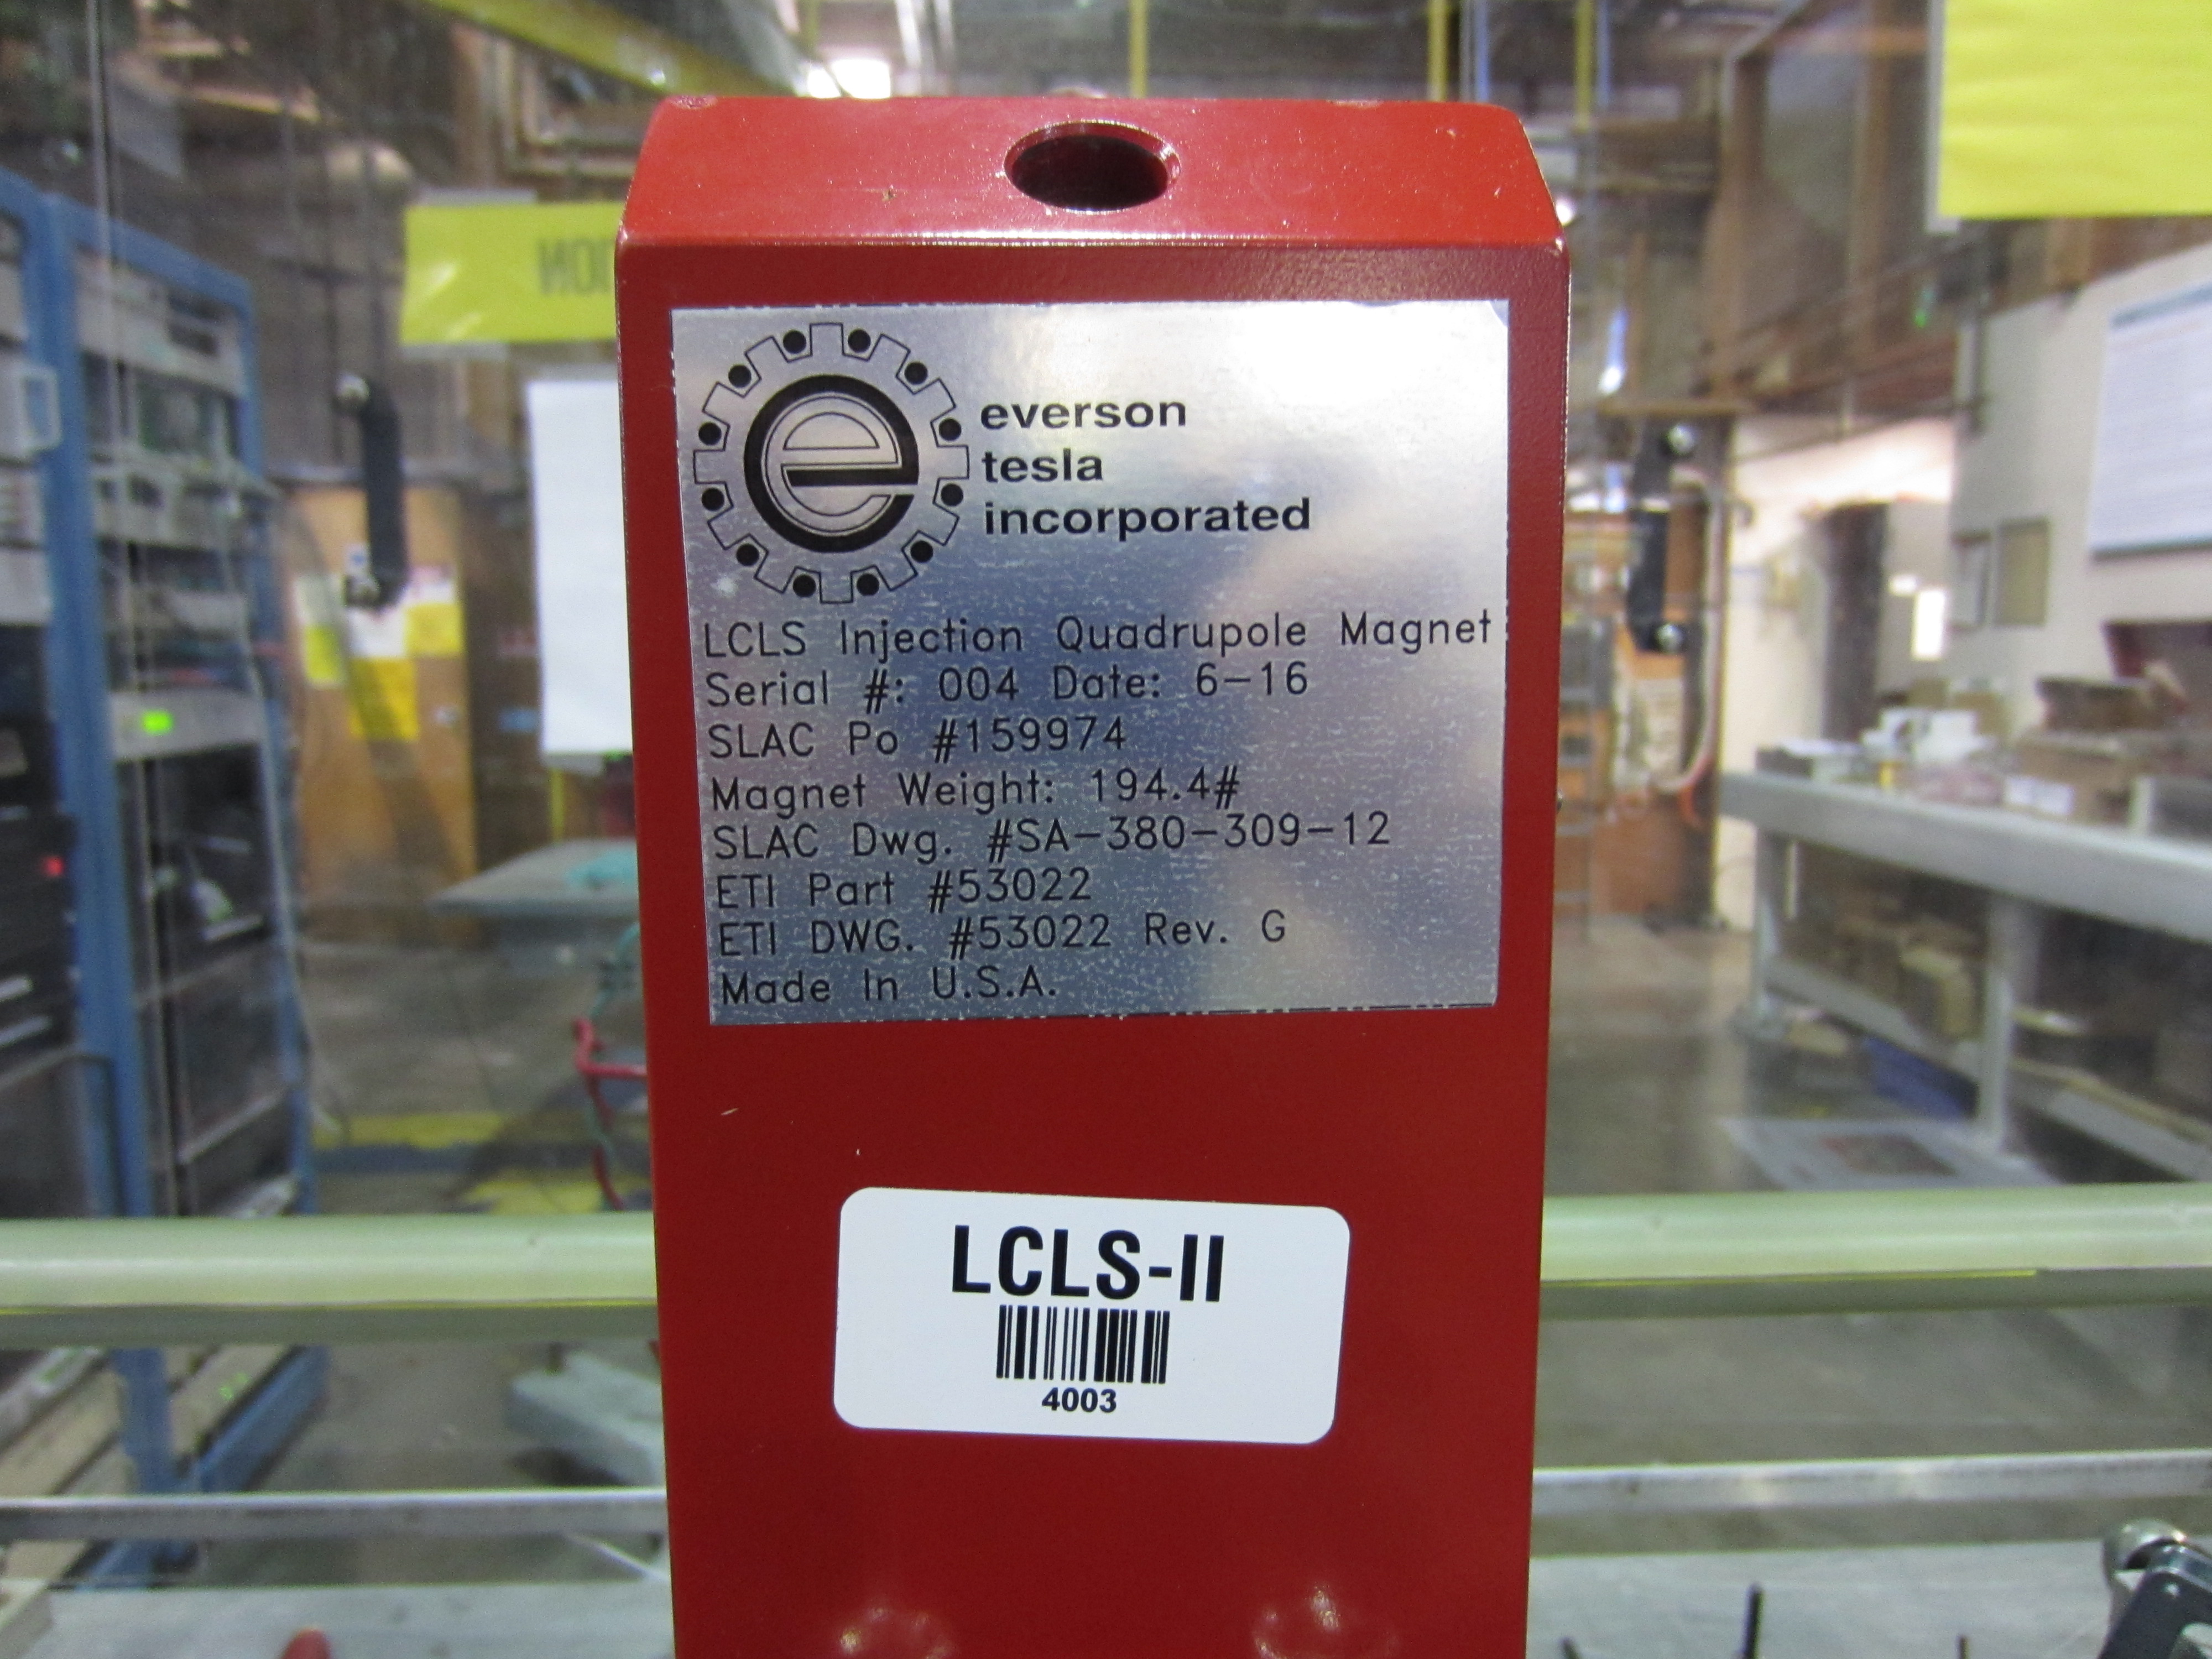 everson
tesla
incorporated
LCLS Injection Quadrupole Magnet
Serial #: 004 Date: 6-16
SLAC Po #159974
Magnet Weight: 194.4#
SLAC Dwg. #SA-380-309-12
ETI Part #53022
ETI DWG. #53022 Rev. G
Made In U.S.A.
LCLS-II
4003